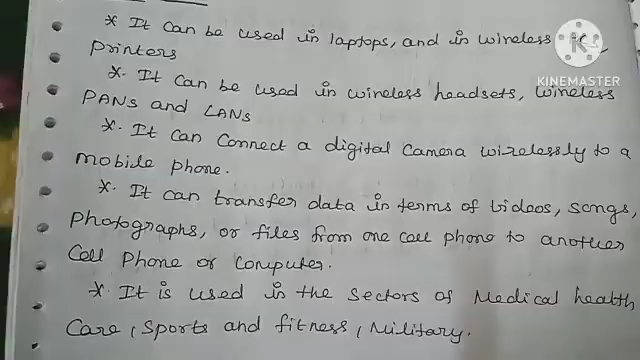 * It can be used in laptops, and in wireless
Printers
*. It can be used in wireless headsets, wireless
PANs and LANs
*. It can connect a digital camera wirelessly to a
mobile phone.
*. It can transfer data in terms of videos, songs,
photographs, or files from one cell phone to another
cell phone or computer.
*. It is used in the sectors of Medical health
care, sports and fitness, Military.
KINEMASTER